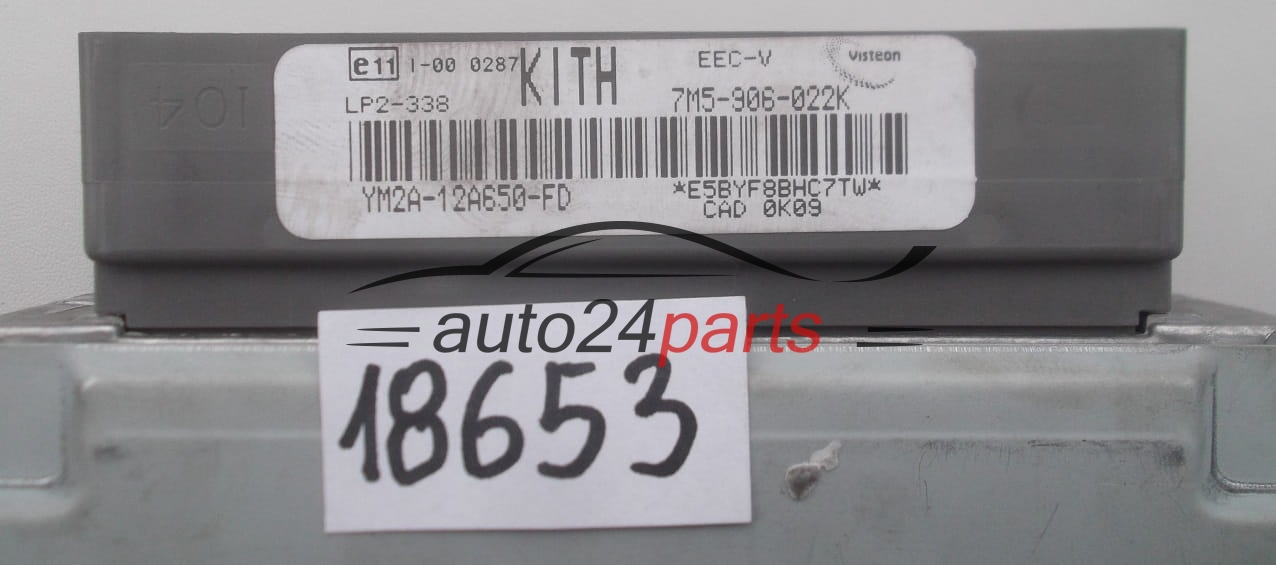 e11 I-00 0287 KITH EEC-V Visteon
LP2-338 7M5-906-022K
YM2A-12A650-FD *E5BYF8BHC7TW*
CAD 0K09
104
auto24parts
18653